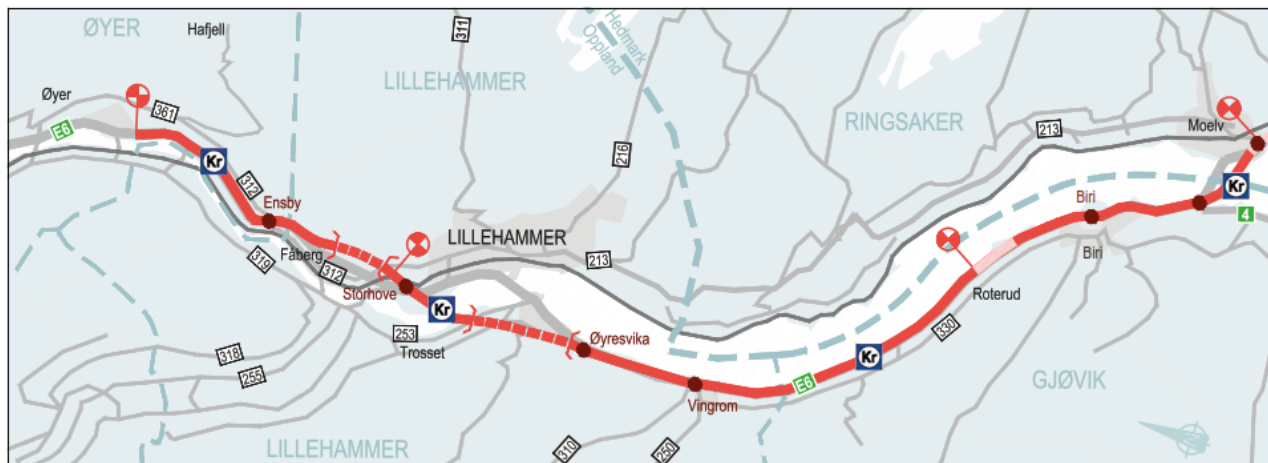 ØYER
Hafjell
311
Hedmark
Oppland
LILLEHAMMER
Øyer
361
E6
RINGSAKER
213
Moelv
216
Kr
312
Ensby
Kr
Biri
4
LILLEHAMMER
Fåberg
319
312
213
Biri
Storhove
Roterud
Kr
253
Trosset
Øyresvika
330
318
255
Kr
E6
GJØVIK
Vingrom
LILLEHAMMER
310
250